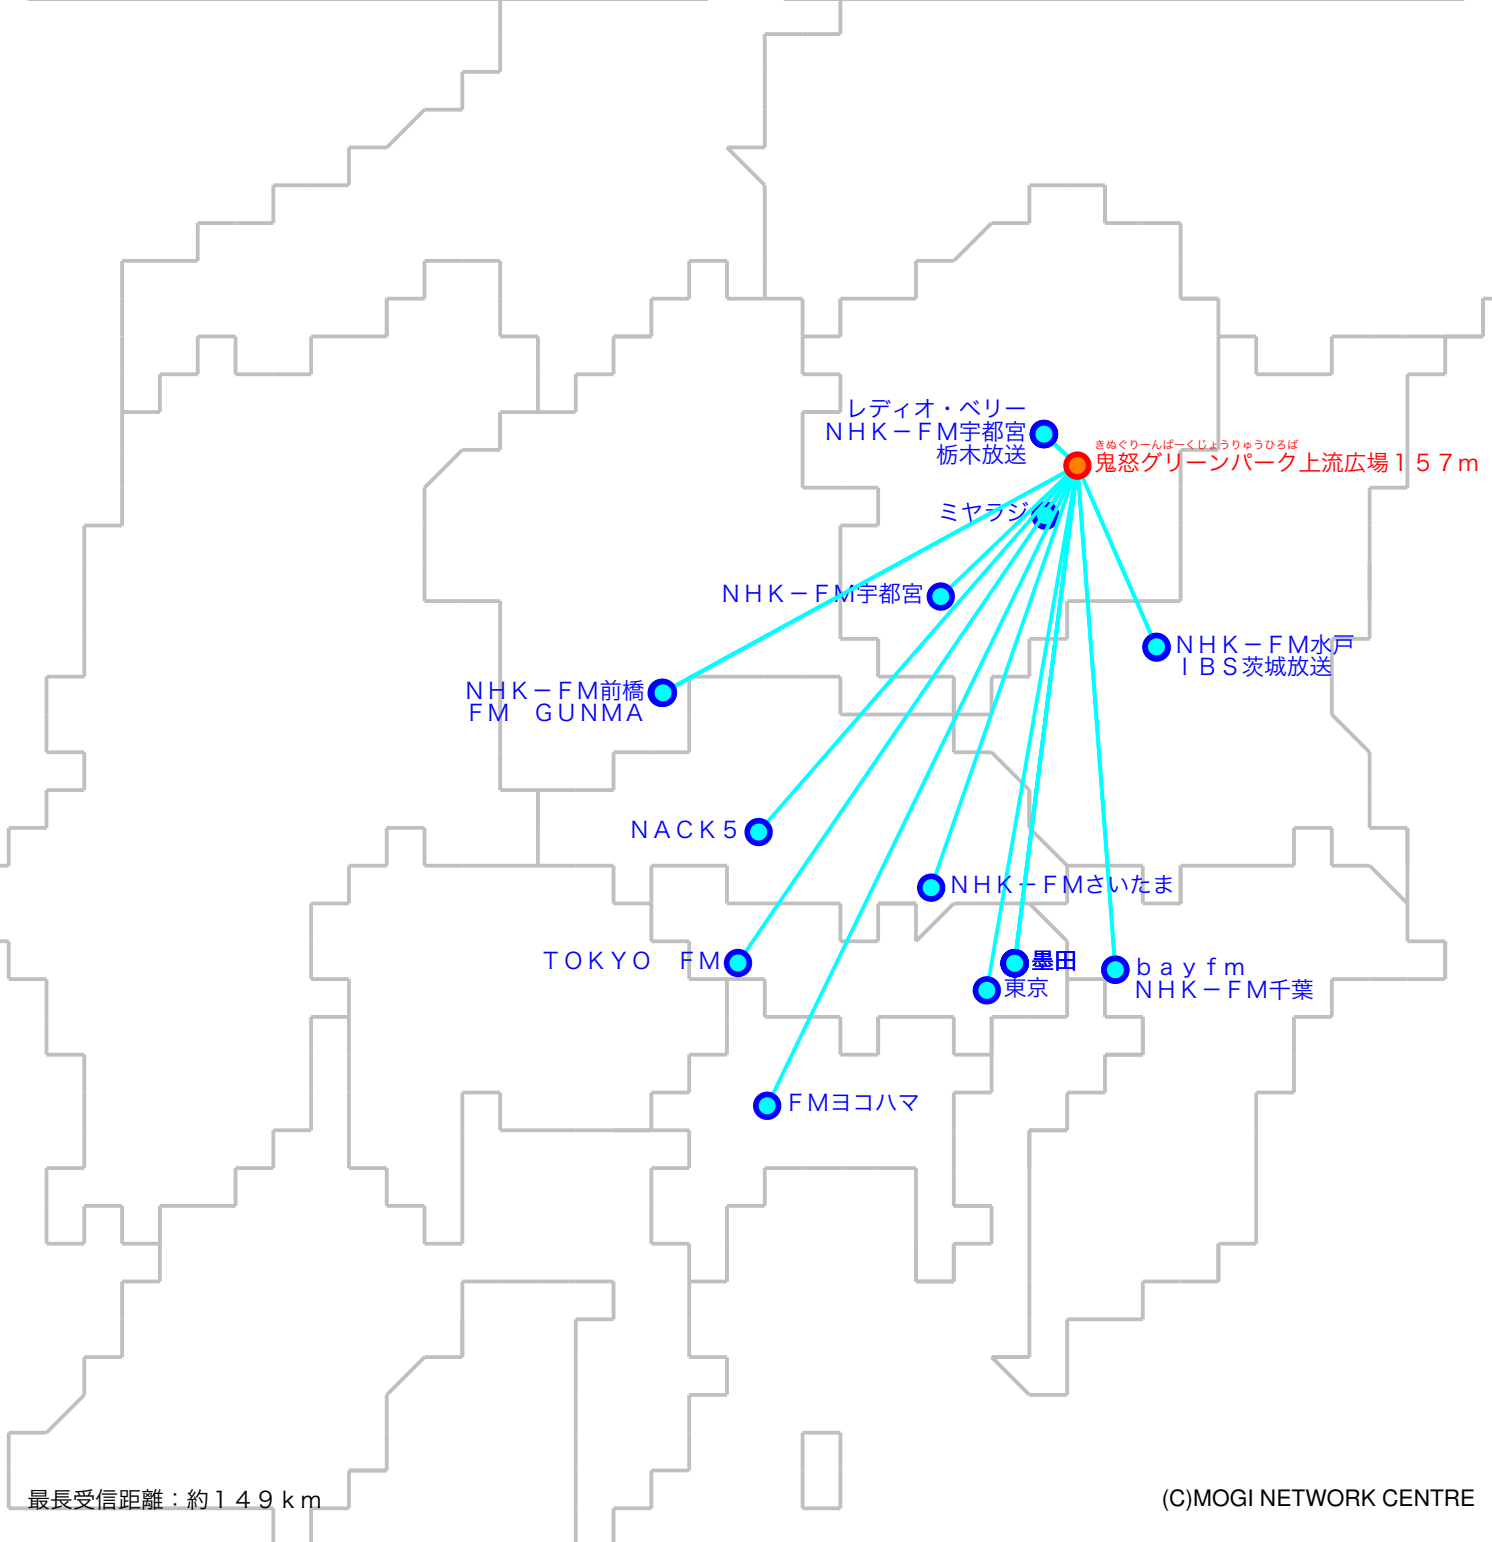 レディオ・ベリー
ＮＨＫ－ＦＭ宇都宮
栃木放送
きぬぐりーんぱーくじょうりゅうひろば
鬼怒グリーンパーク上流広場１５７ｍ
ミヤラジ
ＮＨＫ－ＦＭ宇都宮
ＮＨＫ－ＦＭ水戸
ＩＢＳ茨城放送
ＮＨＫ－ＦＭ前橋
ＦＭ　ＧＵＮＭＡ
ＮＡＣＫ５
ＮＨＫ－ＦＭさいたま
ＴＯＫＹＯ　ＦＭ
墨田
東京
ｂａｙｆｍ
ＮＨＫ－ＦＭ千葉
ＦＭヨコハマ
最長受信距離：約１４９ｋｍ
(C)MOGI NETWORK CENTRE